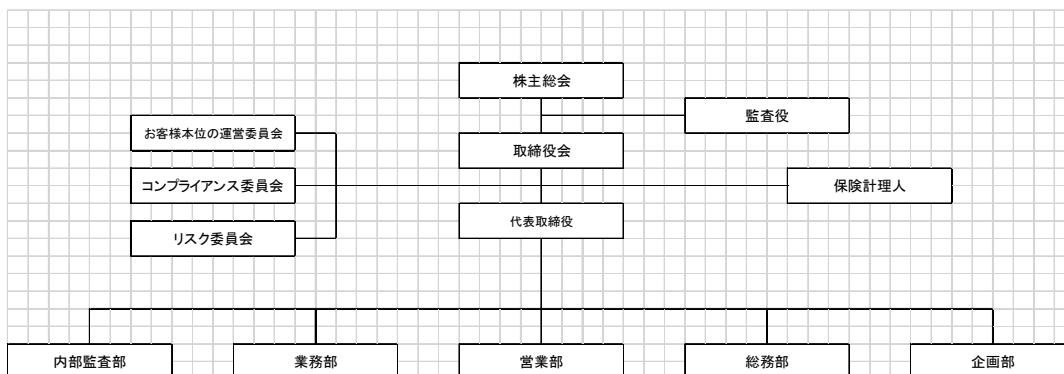 株主総会
監査役
お客様本位の運営委員会
取締役会
コンプライアンス委員会
保険計理人
代表取締役
リスク委員会
内部監査部
業務部
営業部
総務部
企画部